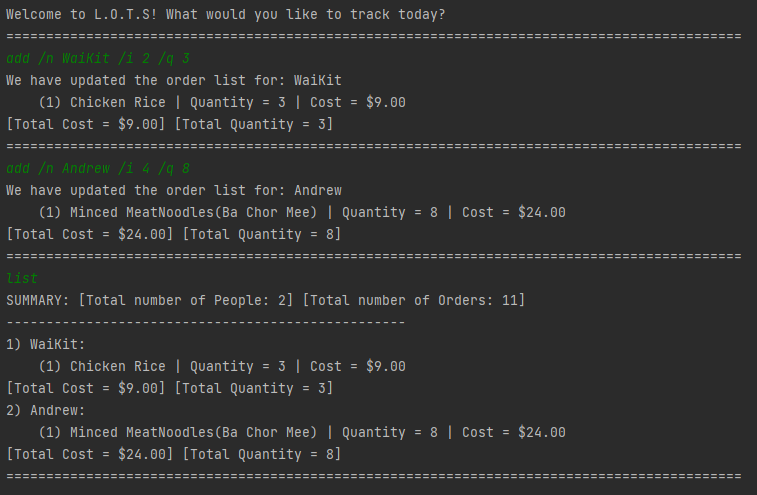 Welcome to L.O.T.S! What would you like to track today?
============================================================================================
add /n WaiKit /i 2 /q 3
We have updated the order list for: WaiKit
    (1) Chicken Rice | Quantity = 3 | Cost = $9.00
[Total Cost = $9.00] [Total Quantity = 3]
============================================================================================
add /n Andrew /i 4 /q 8
We have updated the order list for: Andrew
    (1) Minced MeatNoodles(Ba Chor Mee) | Quantity = 8 | Cost = $24.00
[Total Cost = $24.00] [Total Quantity = 8]
============================================================================================
list
SUMMARY: [Total number of People: 2] [Total number of Orders: 11]
--------------------------------------------------
1) WaiKit:
    (1) Chicken Rice | Quantity = 3 | Cost = $9.00
[Total Cost = $9.00] [Total Quantity = 3]
2) Andrew:
    (1) Minced MeatNoodles(Ba Chor Mee) | Quantity = 8 | Cost = $24.00
[Total Cost = $24.00] [Total Quantity = 8]
============================================================================================